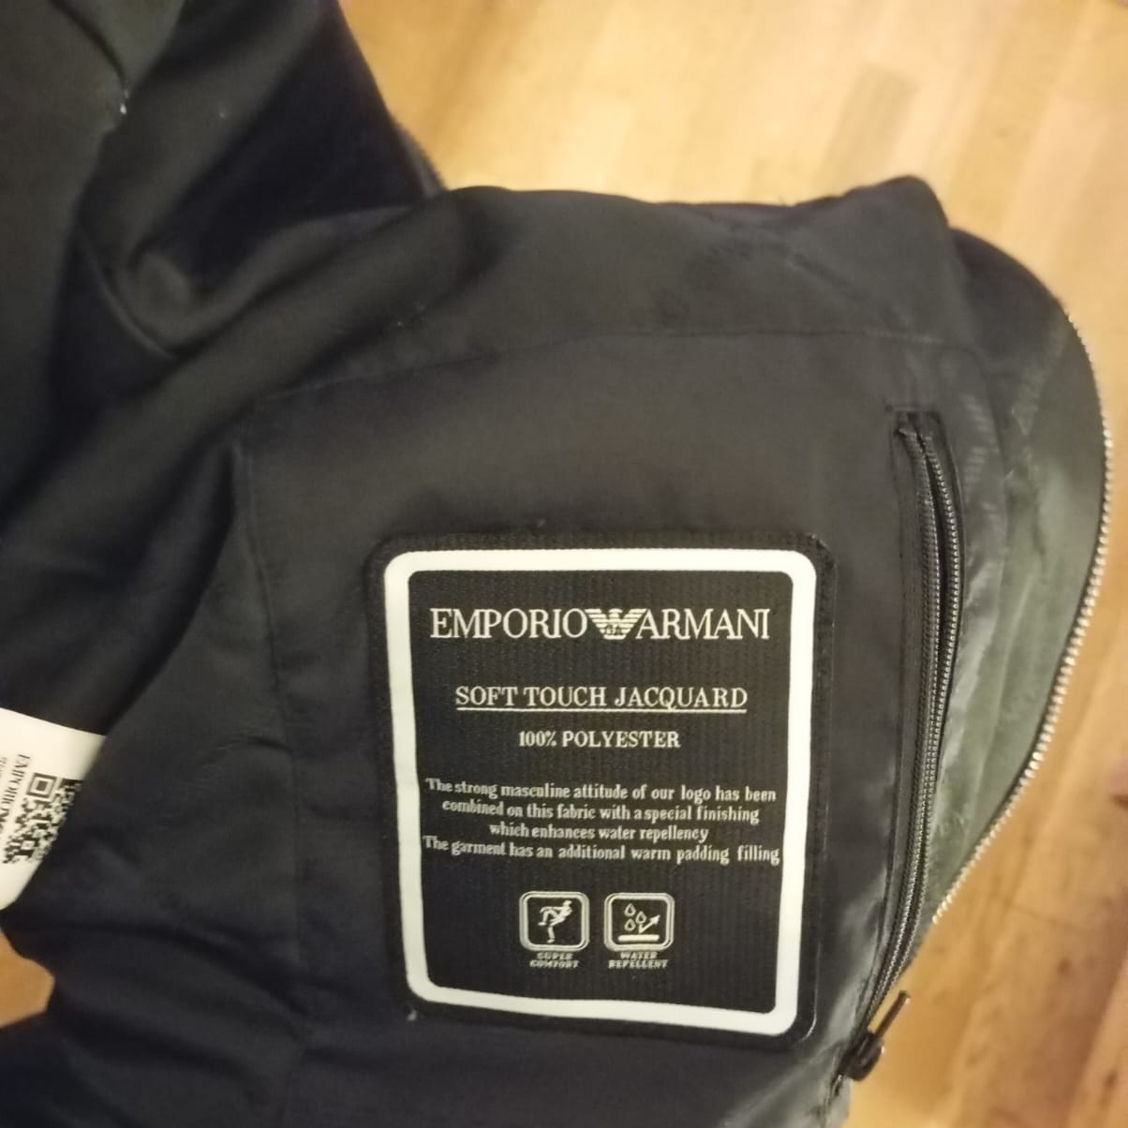 EMPORIO ARMANI
SOFT TOUCH JACQUARD
100% POLYESTER
The strong masculine attitude of our logo has been
combined on this fabric with a special finishing
which enhances water repellency
The garment has an additional warm padding filling
SUPER
COMFORT
WATER
REPELLENT
EMPORIO